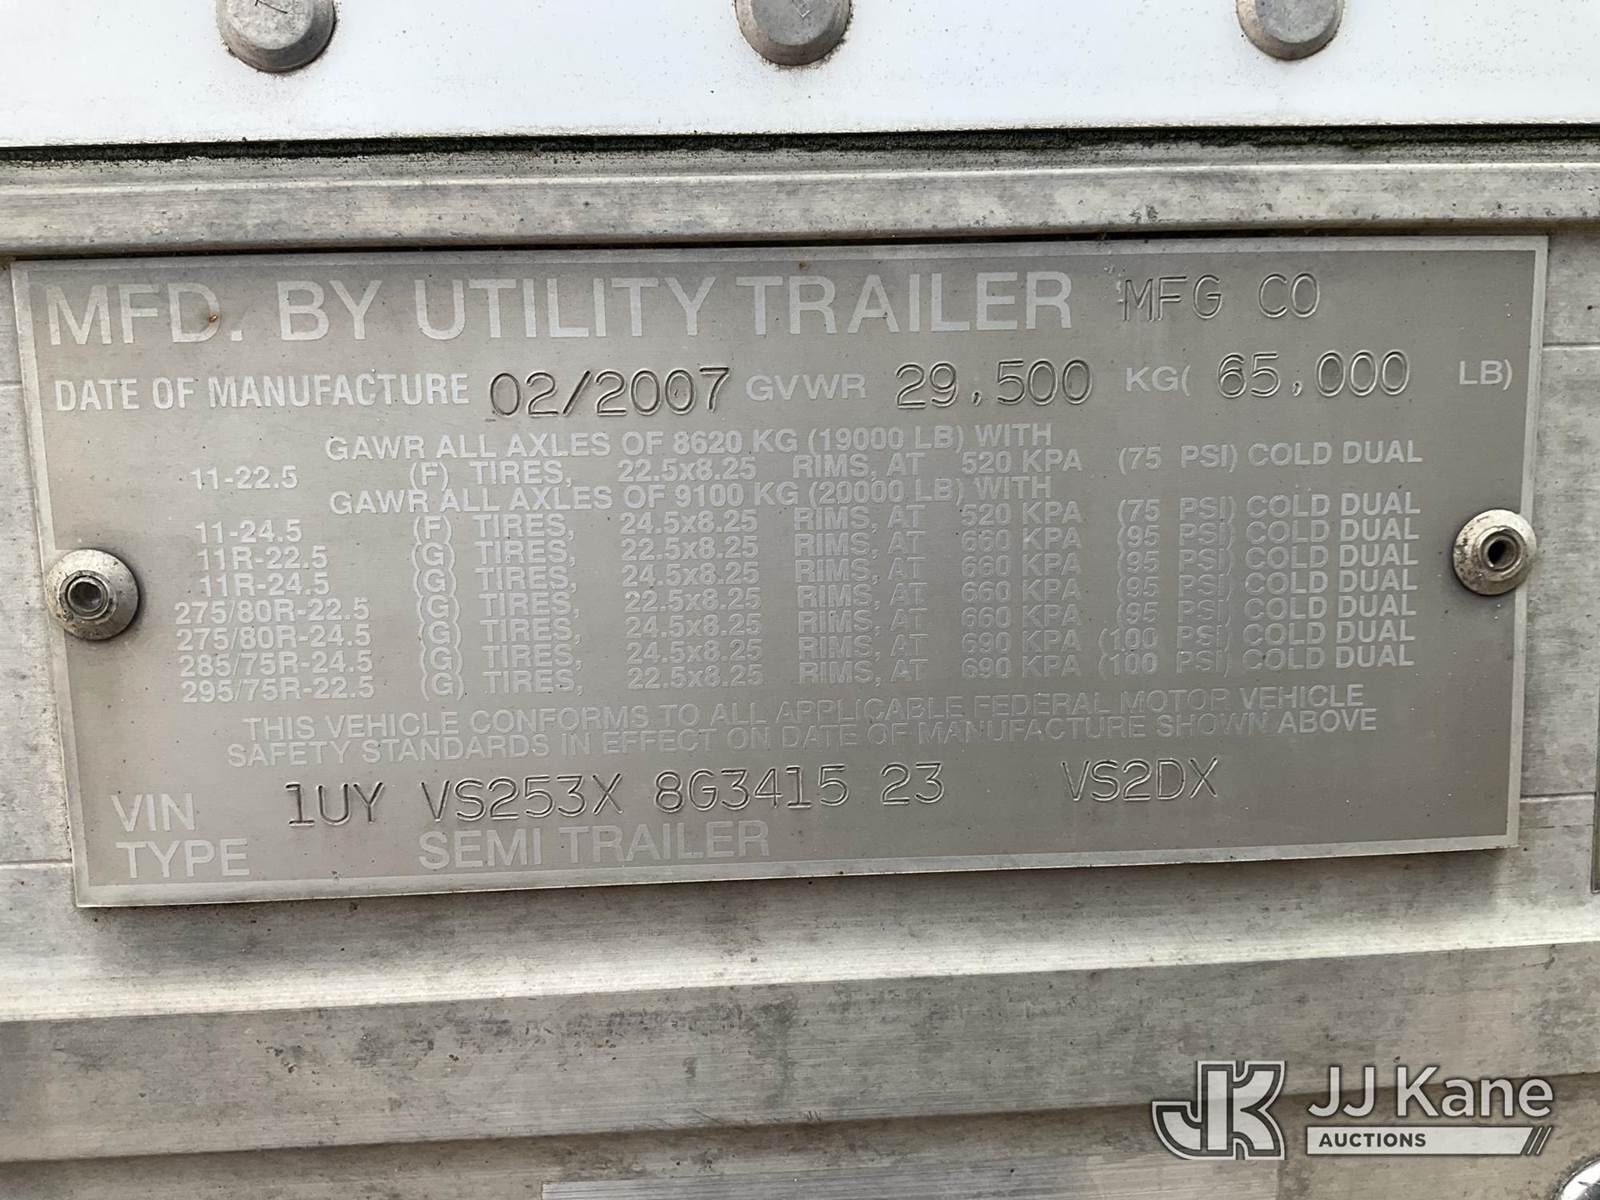 MFD. BY UTILITY TRAILER MFG CO
DATE OF MANUFACTURE 02/2007 GVWR 29,500 KG( 65,000 LB)
GAWR ALL AXLES OF 8620 KG (19000 LB) WITH
11-22.5 (F) TIRES, 22.5x8.25 RIMS, AT 520 KPA (75 PSI) COLD DUAL
GAWR ALL AXLES OF 9100 KG (20000 LB) WITH
11-24.5 (F) TIRES, 24.5x8.25 RIMS, AT 520 KPA (75 PSI) COLD DUAL
11R-22.5 (G) TIRES, 22.5x8.25 RIMS, AT 660 KPA (95 PSI) COLD DUAL
11R-24.5 (G) TIRES, 24.5x8.25 RIMS, AT 660 KPA (95 PSI) COLD DUAL
275/80R-22.5 (G) TIRES, 22.5x8.25 RIMS, AT 660 KPA (95 PSI) COLD DUAL
275/80R-24.5 (G) TIRES, 24.5x8.25 RIMS, AT 660 KPA (95 PSI) COLD DUAL
285/75R-24.5 (G) TIRES, 24.5x8.25 RIMS, AT 690 KPA (100 PSI) COLD DUAL
295/75R-22.5 (G) TIRES, 22.5x8.25 RIMS, AT 690 KPA (100 PSI) COLD DUAL
THIS VEHICLE CONFORMS TO ALL APPLICABLE FEDERAL MOTOR VEHICLE
SAFETY STANDARDS IN EFFECT ON DATE OF MANUFACTURE SHOWN ABOVE
VIN 1UY VS253X 8G3415 23 VS2DX
TYPE SEMI TRAILER
JK JJ Kane
AUCTIONS